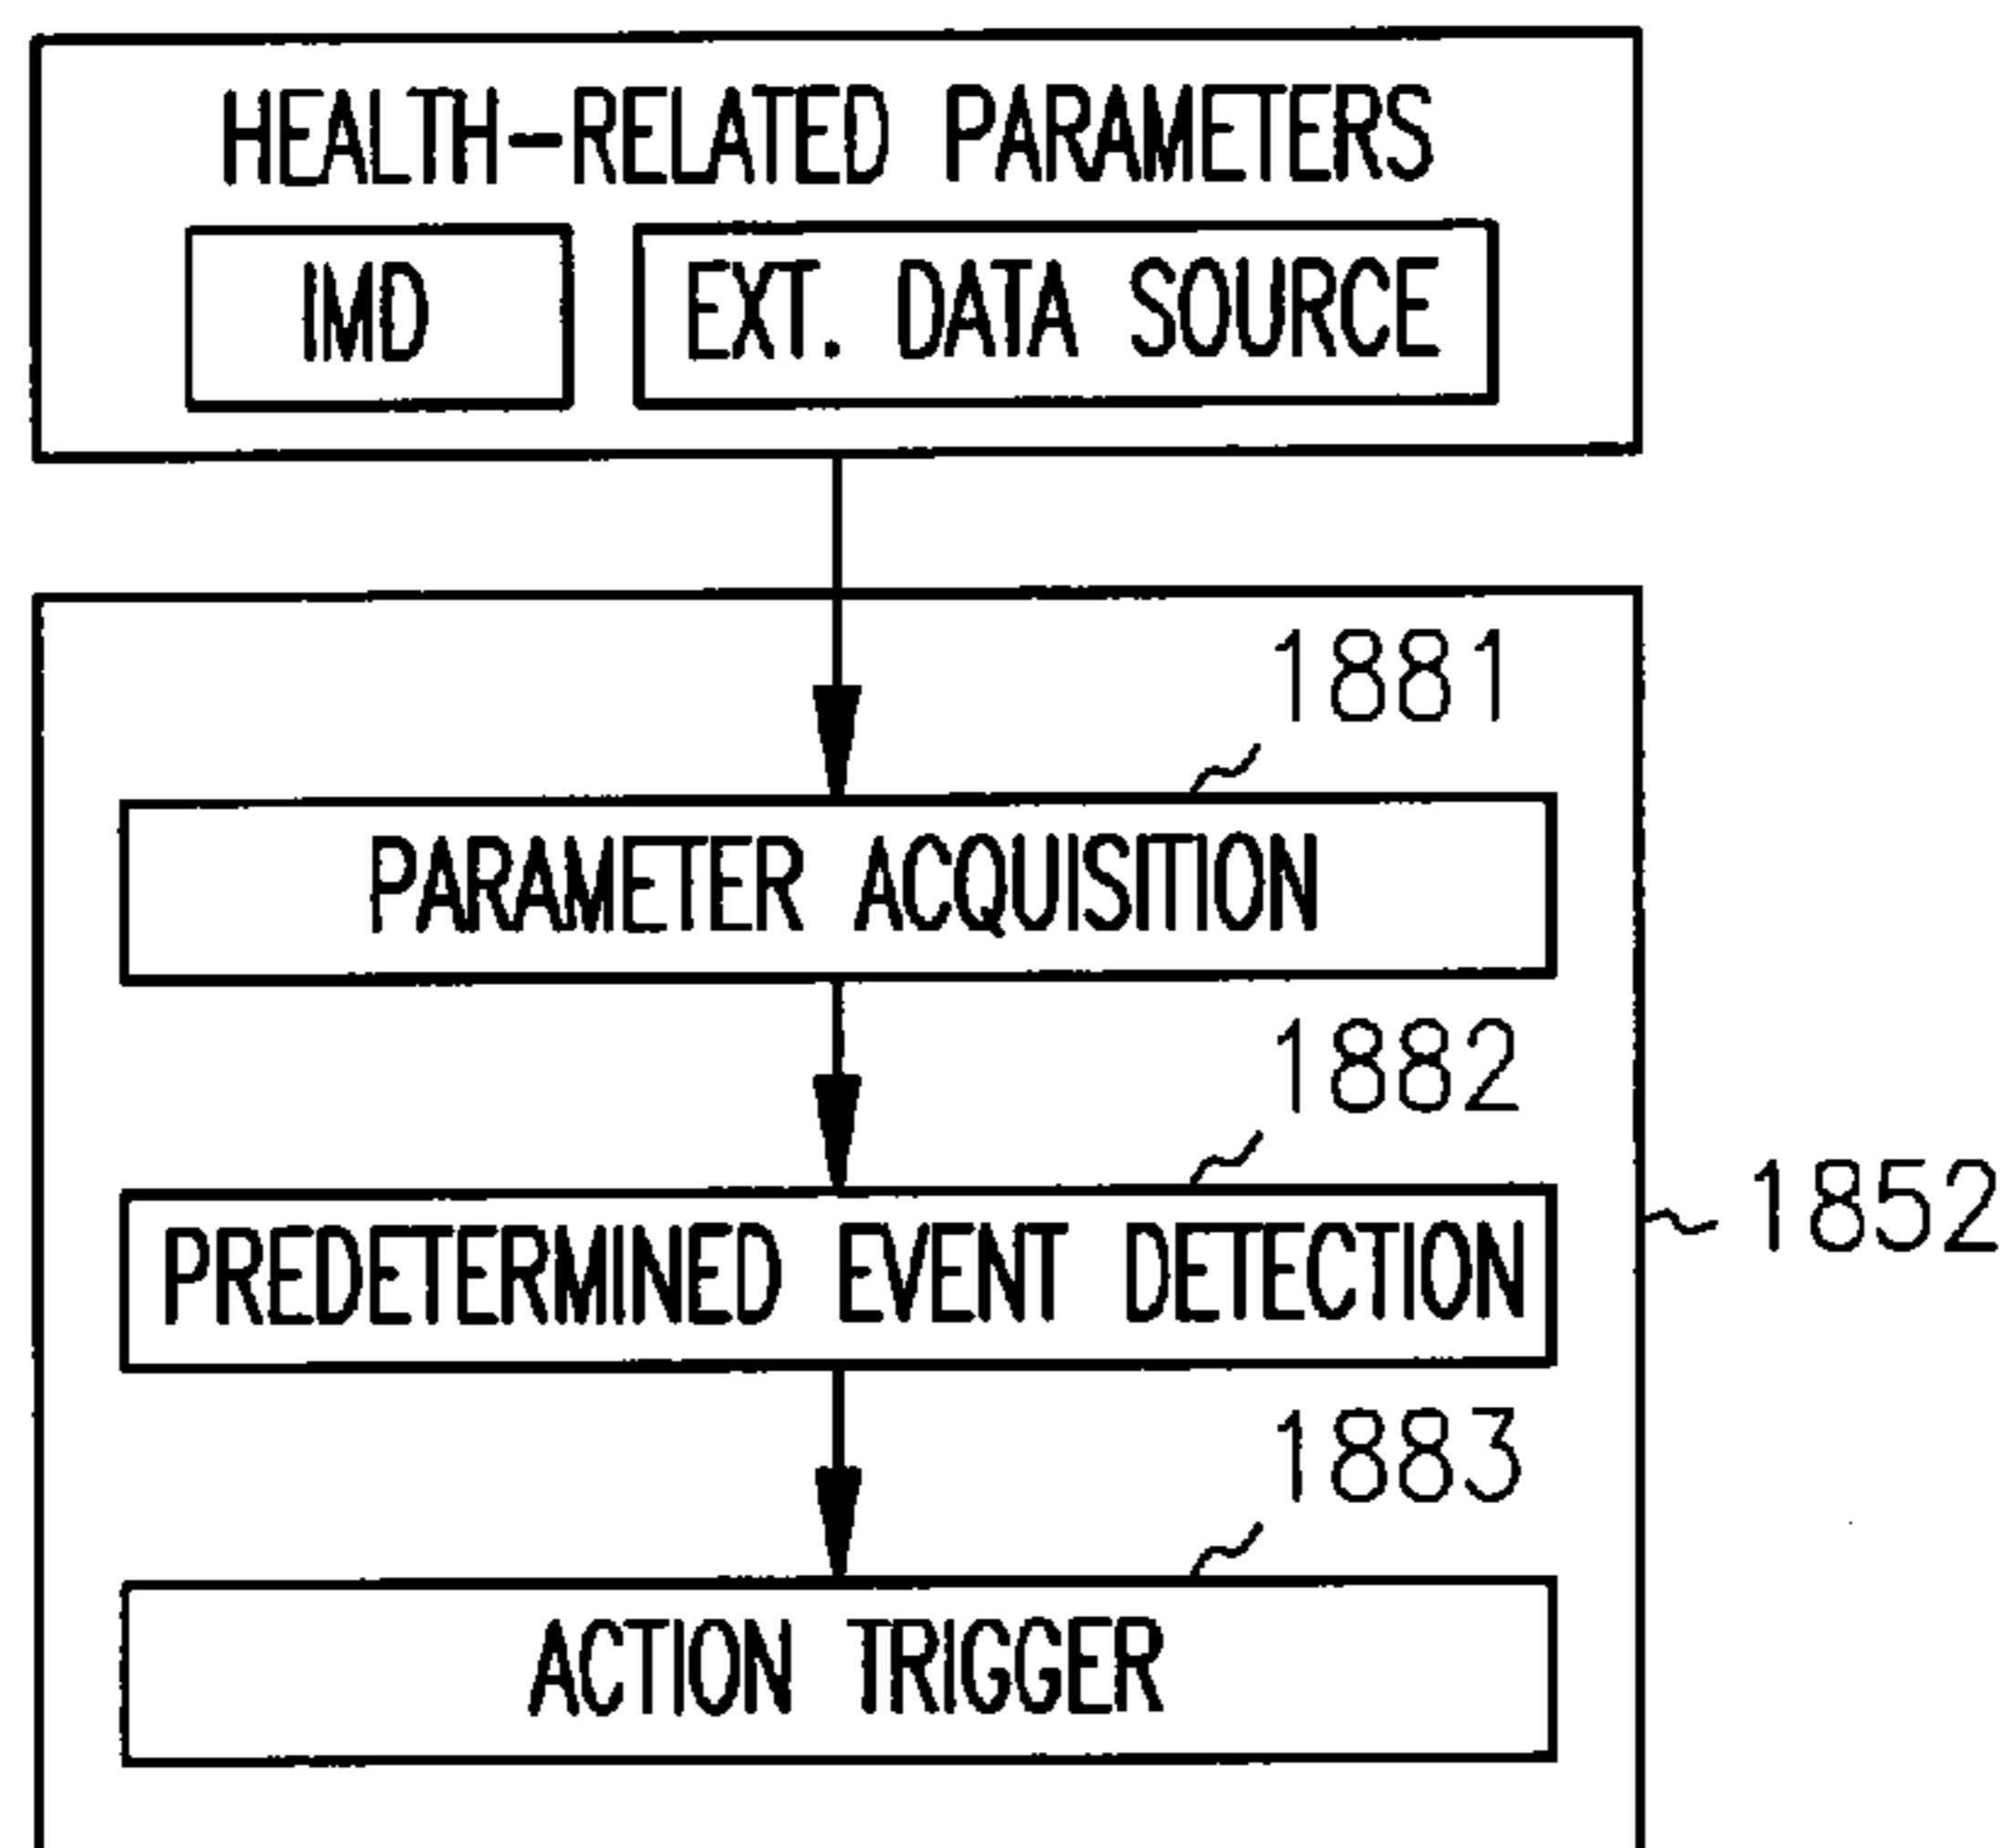 HEALTH-RELATED PARAMETERS
IMD
EXT. DATA SOURCE
1881
PARAMETER ACQUISITION
1882
PREDETERMINED EVENT DETECTION
1852
1883
ACTION TRIGGER